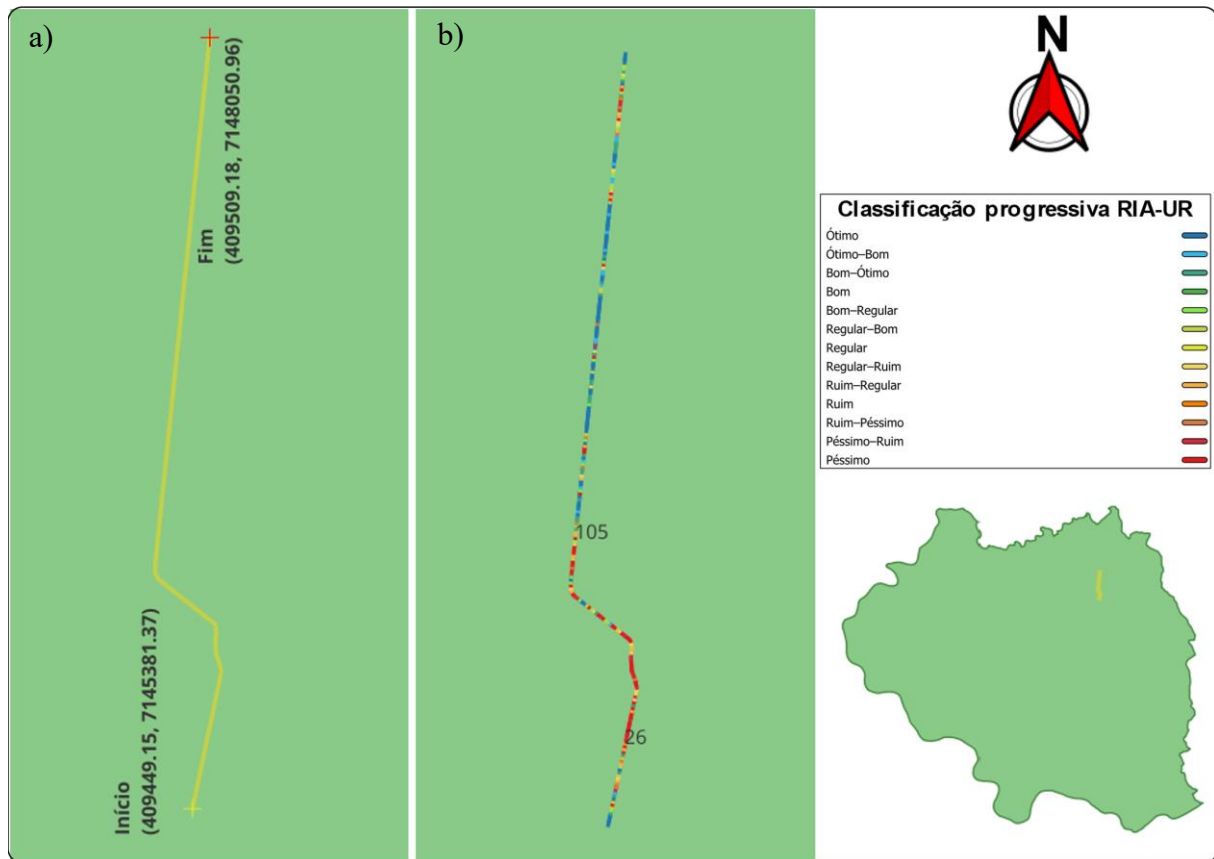 a)
Fim
(409509.18, 7148050.96)
Início
(409449.15, 7145381.37)
b)
105
26
N
Classificação progressiva RIA-UR
Ótimo
Ótimo–Bom
Bom–Ótimo
Bom
Bom–Regular
Regular–Bom
Regular
Regular–Ruim
Ruim–Regular
Ruim
Ruim–Péssimo
Péssimo–Ruim
Péssimo